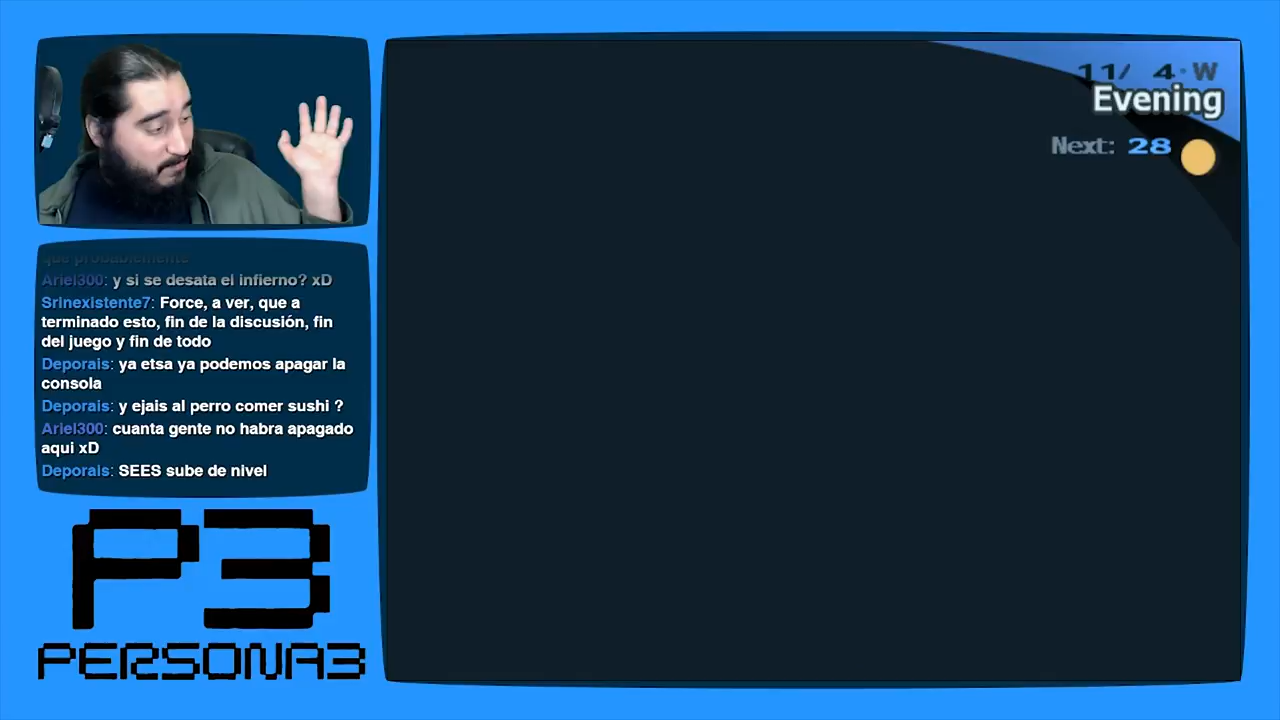 11/ 4·W
Evening
Next: 28
que probablemente
Ariel300: y si se desata el infierno? xD
Srinexistente7: Force, a ver, que a
terminado esto, fin de la discusión, fin
del juego y fin de todo
Deporais: ya etsa ya podemos apagar la
consola
Deporais: y ejais al perro comer sushi ?
Ariel300: cuanta gente no habra apagado
aqui xD
Deporais: SEES sube de nivel
P3
PERSONA3